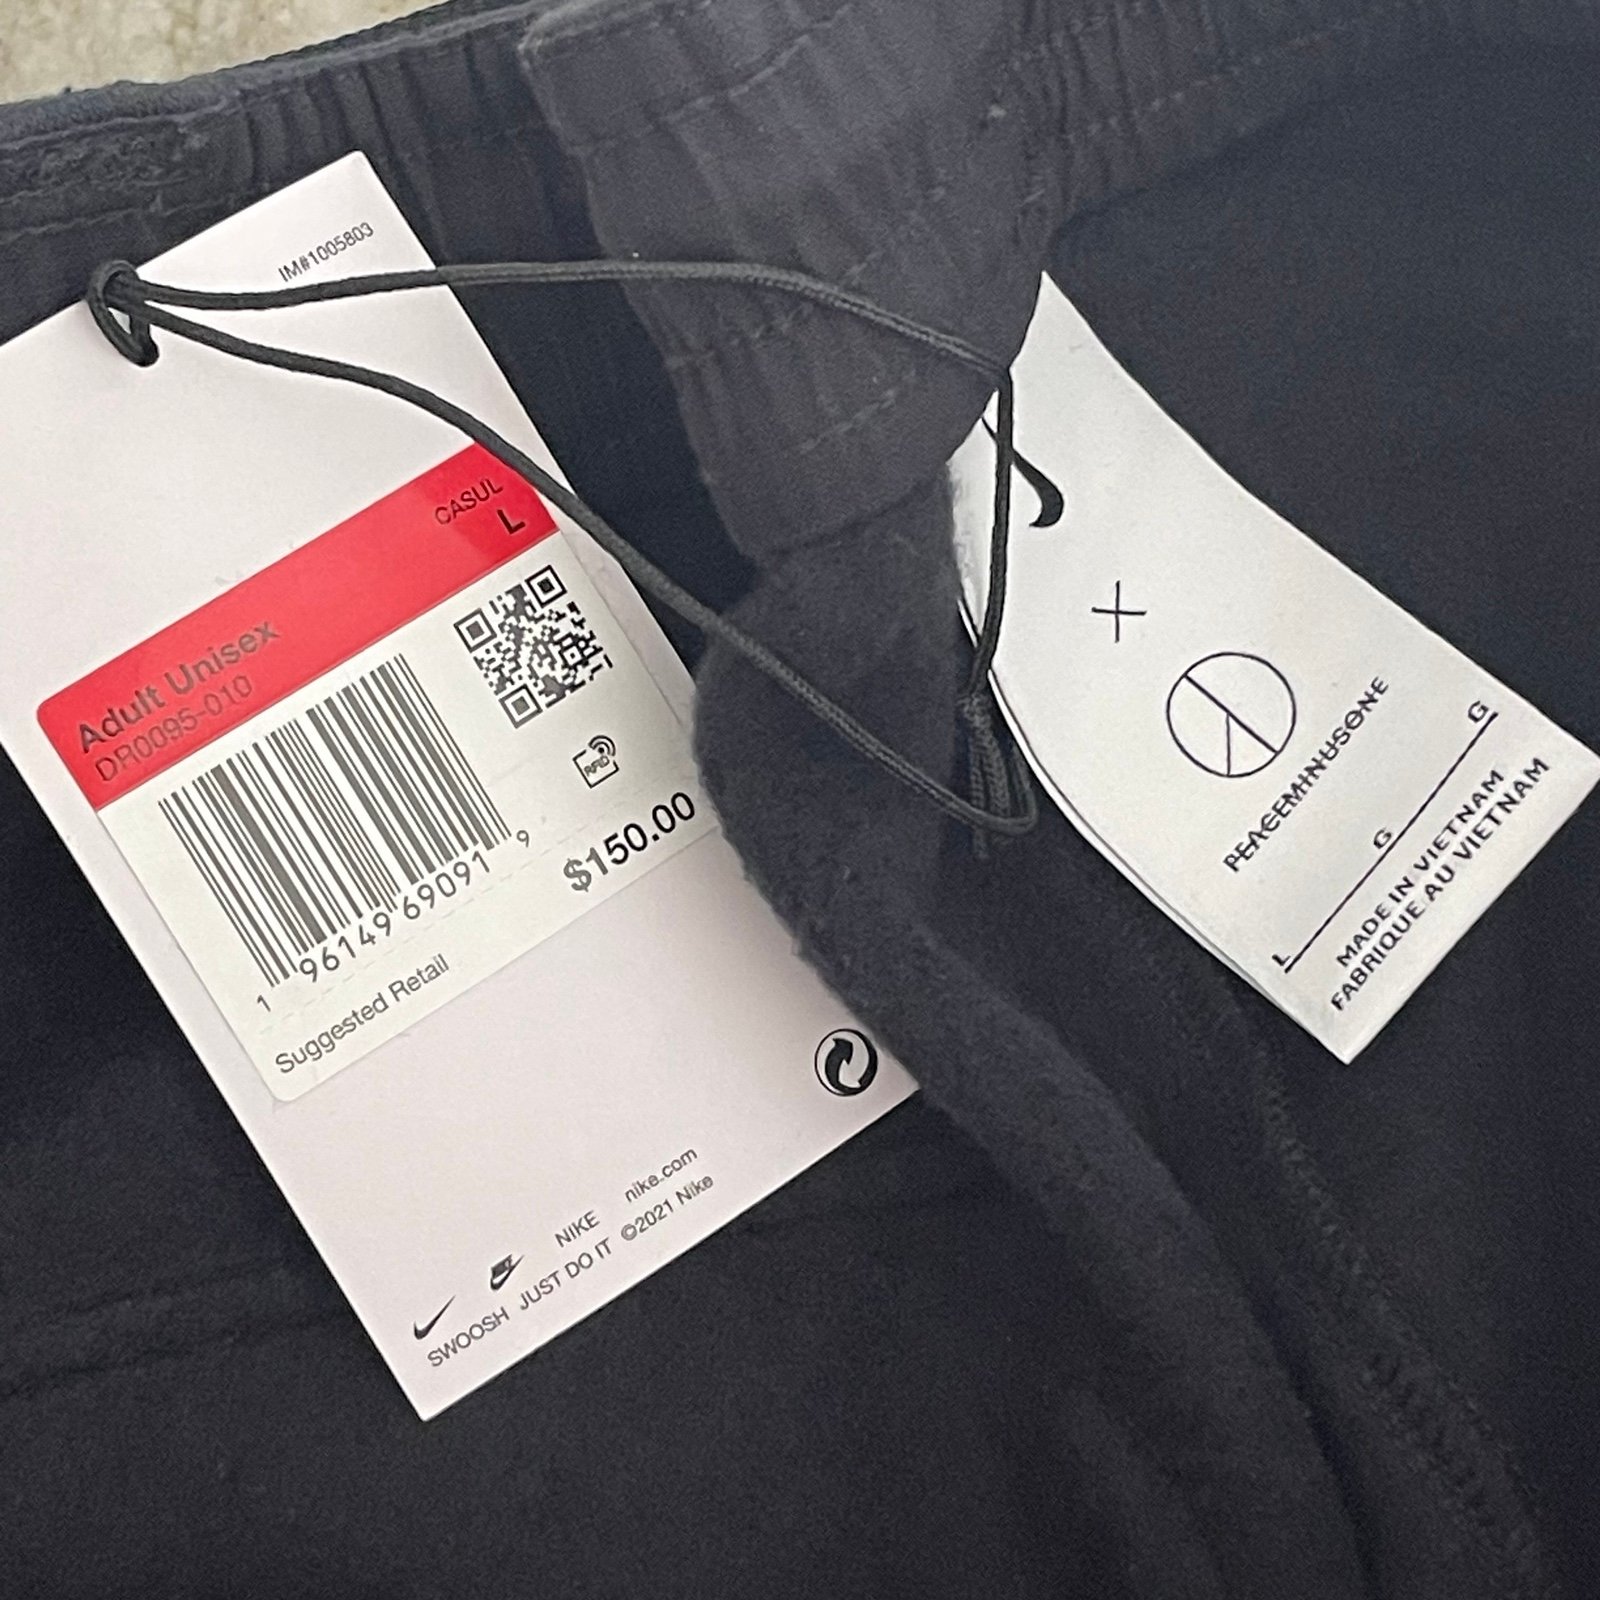 IM#1005803
CASUL
L
Adult Unisex
DR0095-010
RFID
1 96149 69091 9
$150.00
Suggested Retail
nike.com
NIKE
SWOOSH JUST DO IT ©2021 Nike
X
PEACEMINUSONE
L G G
MADE IN VIETNAM
FABRIQUE AU VIETNAM